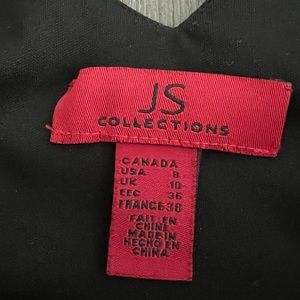 JS
COLLECTIONS
CANADA
USA 8
UK 10
EEC 36
FRANCE 38
FAIT EN
CHINE
MADE IN
HECHO EN
CHINA